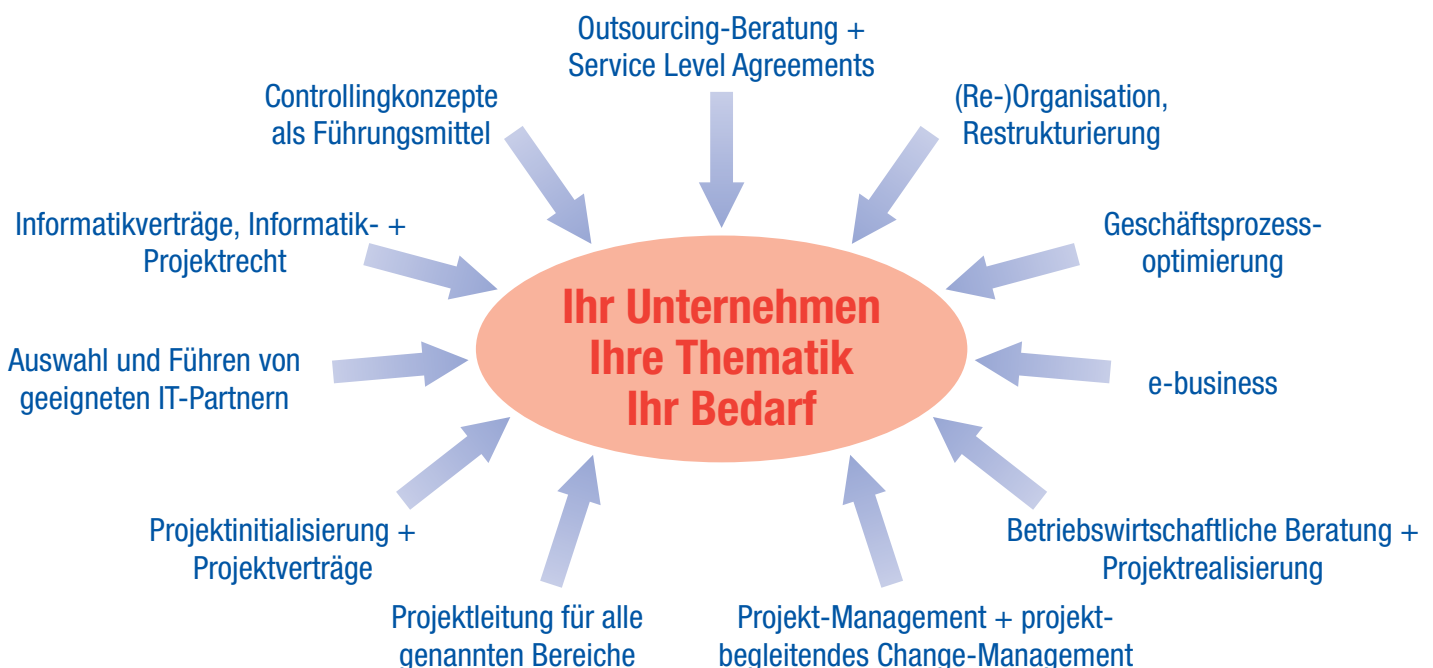 Outsourcing-Beratung +
Service Level Agreements
Controllingkonzepte
als Führungsmittel
(Re-)Organisation,
Restrukturierung
Informatikverträge, Informatik- +
Projektrecht
Geschäftsprozess-
optimierung
Ihr Unternehmen
Ihre Thematik
Ihr Bedarf
Auswahl und Führen von
geeigneten IT-Partnern
e-business
Projektinitialisierung +
Projektverträge
Betriebswirtschaftliche Beratung +
Projektrealisierung
Projektleitung für alle
genannten Bereiche
Projekt-Management + projekt-
begleitendes Change-Management